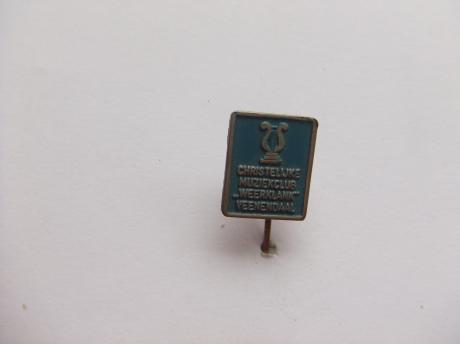 CHRISTELIJKE
MUZIEKCLUB
„WEERKLANK"
VEENENDAAL